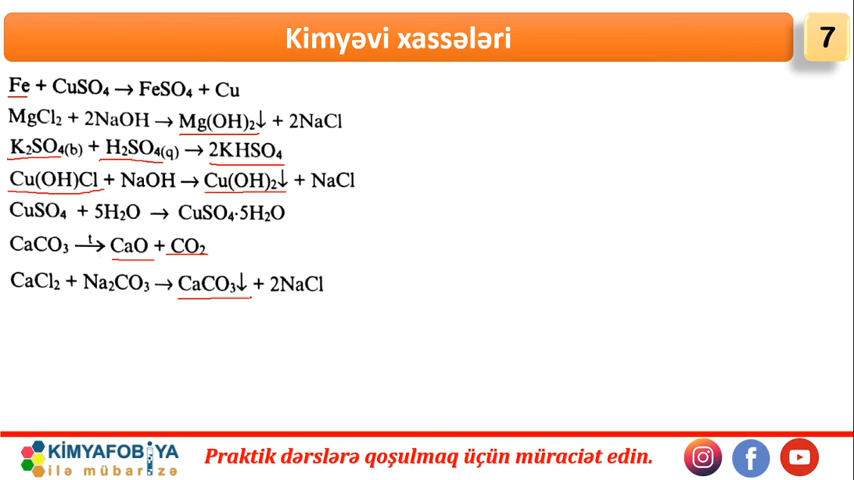 Kimyəvi xassələri
7
Fe + CuSO₄ → FeSO₄ + Cu
MgCl₂ + 2NaOH → Mg(OH)₂↓ + 2NaCl
K₂SO₄(b) + H₂SO₄(q) → 2KHSO₄
Cu(OH)Cl + NaOH → Cu(OH)₂↓ + NaCl
CuSO₄ + 5H₂O → CuSO₄·5H₂O
CaCO₃ —t→ CaO + CO₂
CaCl₂ + Na₂CO₃ → CaCO₃↓ + 2NaCl
KİMYAFOBİYA
ilə mübarizə
Praktik dərslərə qoşulmaq üçün müraciət edin.